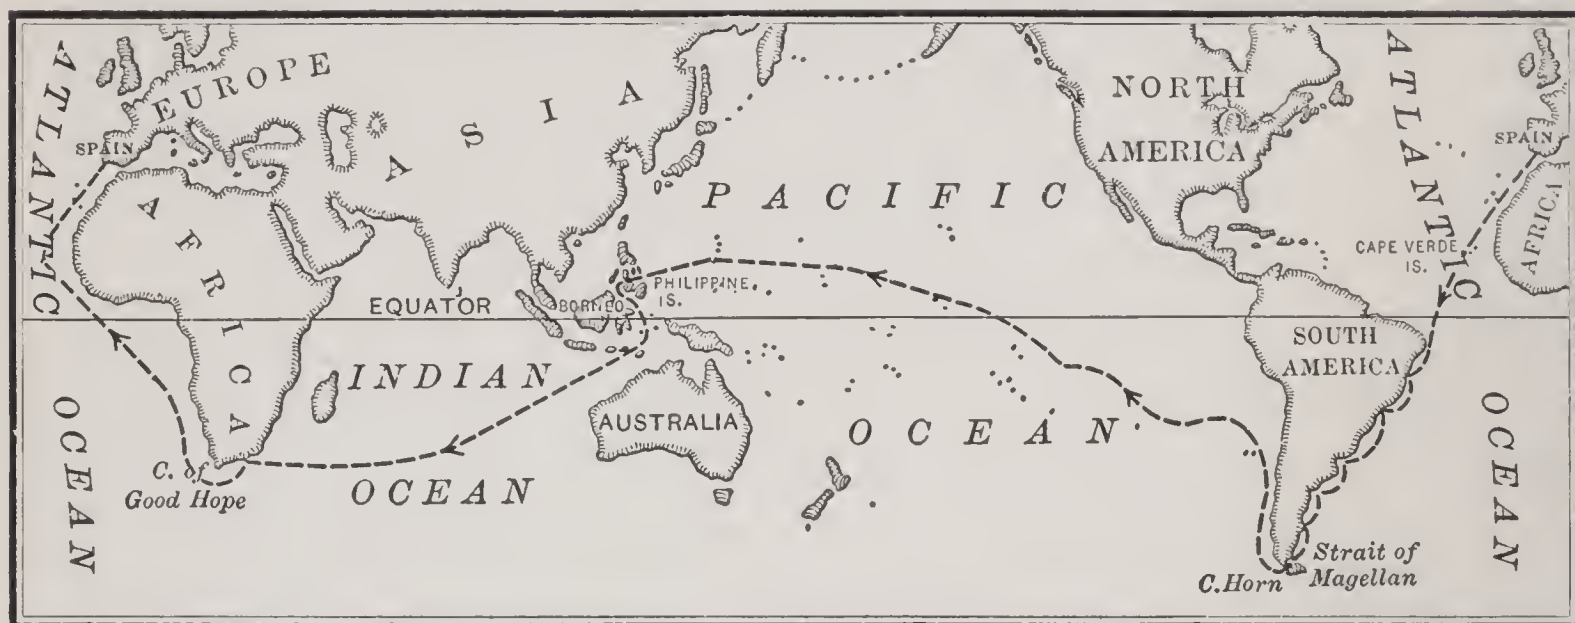 ATLANTIC
OCEAN
EUROPE
SPAIN
ASIA
AFRICA
EQUATOR
INDIAN
OCEAN
C. of
Good Hope
BORNEO
PHILIPPINE
IS.
AUSTRALIA
PACIFIC
OCEAN
NORTH
AMERICA
SOUTH
AMERICA
C. Horn
Strait of
Magellan
ATLANTIC
OCEAN
CAPE VERDE
IS.
SPAIN
AFRICA